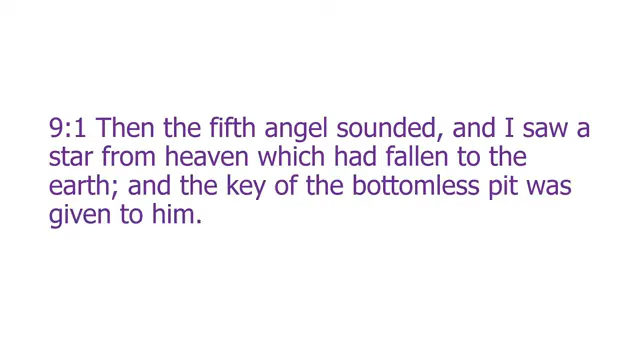 9:1 Then the fifth angel sounded, and I saw a
star from heaven which had fallen to the
earth; and the key of the bottomless pit was
given to him.